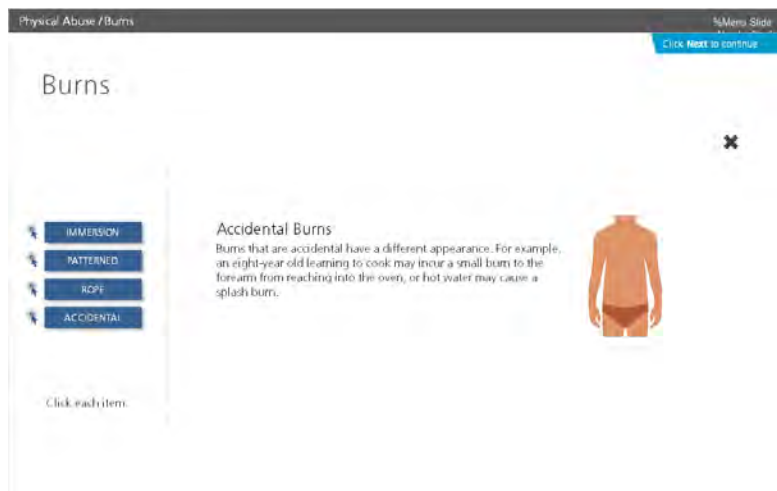 Physical Abuse / Burns
%Menu Slide
Click Next to continue
Burns
IMMERSION
PATTERNED
ROPE
ACCIDENTAL
Click each item.
Accidental Burns
Burns that are accidental have a different appearance. For example,
an eight-year old learning to cook may incur a small burn to the
forearm from reaching into the oven, or hot water may cause a
splash burn.